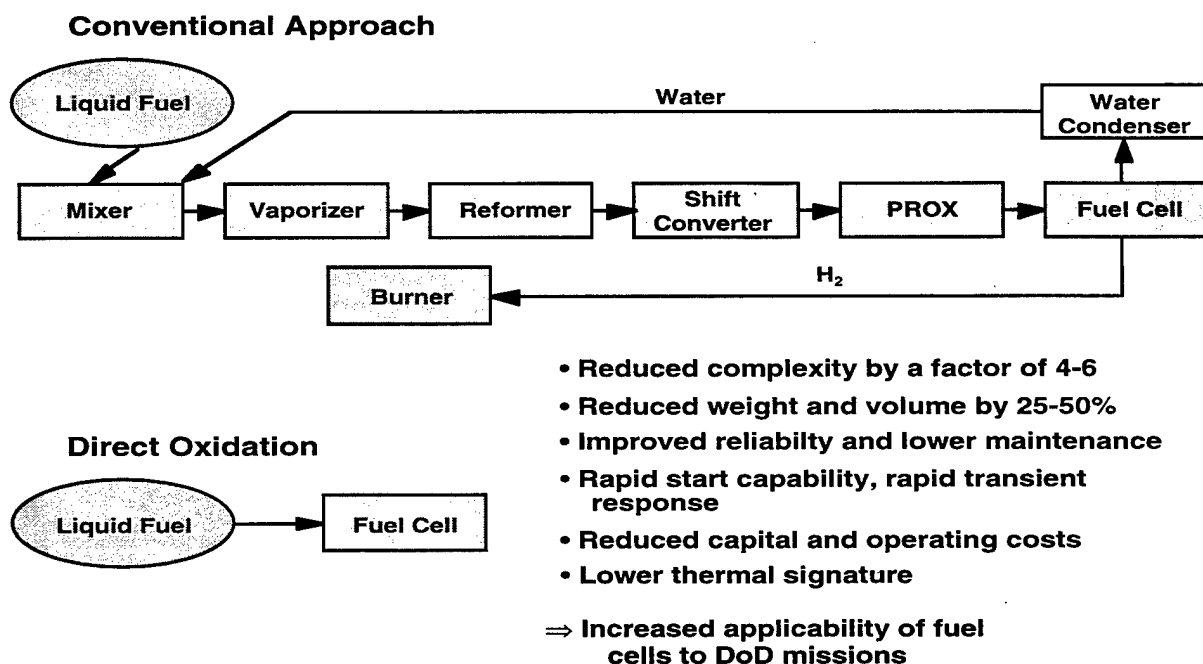 Conventional Approach
Liquid Fuel
Water
Water
Condenser
Mixer
Vaporizer
Reformer
Shift
Converter
PROX
Fuel Cell
H₂
Burner
• Reduced complexity by a factor of 4-6
• Reduced weight and volume by 25-50%
• Improved reliabilty and lower maintenance
• Rapid start capability, rapid transient
response
• Reduced capital and operating costs
• Lower thermal signature
⇒ Increased applicability of fuel
cells to DoD missions
Direct Oxidation
Liquid Fuel
Fuel Cell